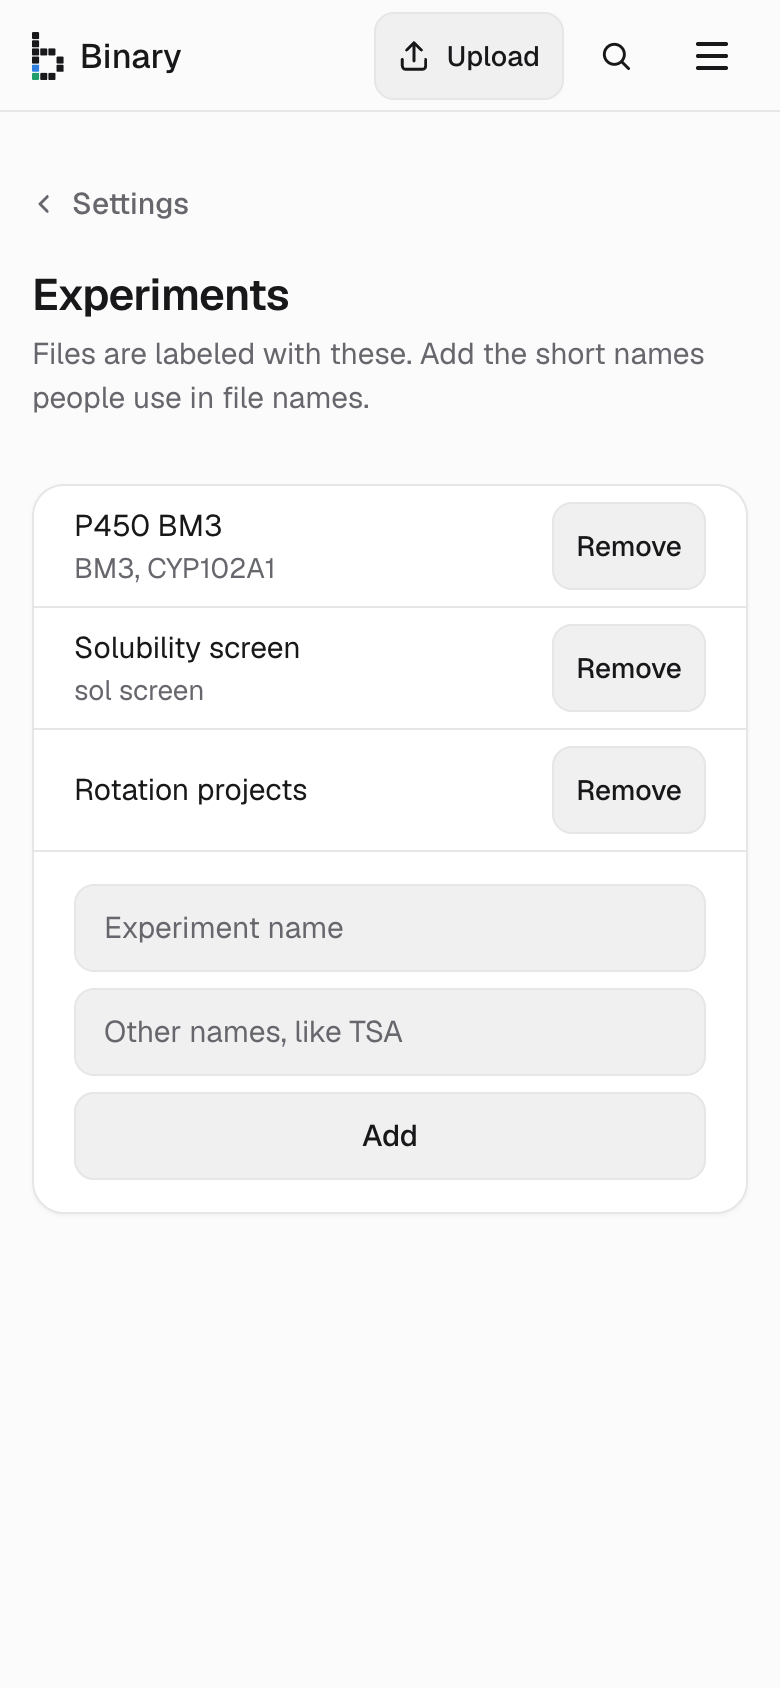 Binary
Upload
Settings
Experiments
Files are labeled with these. Add the short names
people use in file names.
P450 BM3
BM3, CYP102A1
Remove
Solubility screen
sol screen
Remove
Rotation projects
Remove
Experiment name
Other names, like TSA
Add